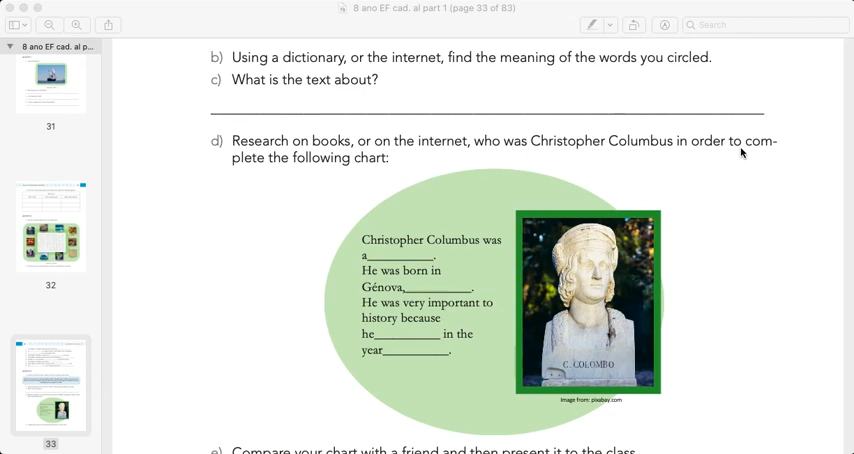 8 ano EF cad. al part 1 (page 33 of 83)
Search
8 ano EF cad. al p...
31
32
33
b) Using a dictionary, or the internet, find the meaning of the words you circled.
c) What is the text about?
d) Research on books, or on the internet, who was Christopher Columbus in order to com-
plete the following chart:
Christopher Columbus was
a__________.
He was born in
Génova,__________.
He was very important to
history because
he__________ in the
year__________.
C. COLOMBO
Image from: pixabay.com
e) Compare your chart with a friend and then present it to the class.